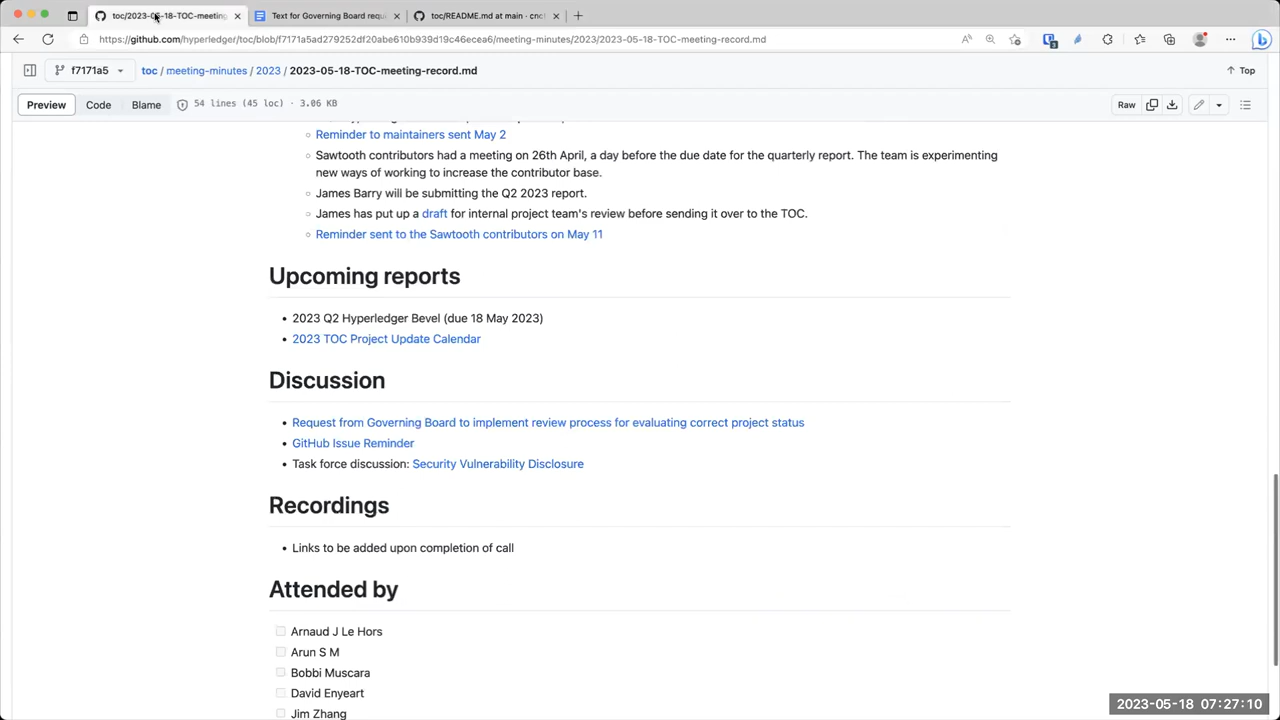 toc/2023-05-18-TOC-meeting
Text for Governing Board requ
toc/README.md at main · cnc
https://github.com/hyperledger/toc/blob/f7171a5ad279252df20abe610b939d19c46ecea6/meeting-minutes/2023/2023-05-18-TOC-meeting-record.md
f7171a5
toc / meeting-minutes / 2023 / 2023-05-18-TOC-meeting-record.md
Top
Preview
Code
Blame
54 lines (45 loc) · 3.06 KB
Raw
Reminder to maintainers sent May 2
Sawtooth contributors had a meeting on 26th April, a day before the due date for the quarterly report. The team is experimenting
new ways of working to increase the contributor base.
James Barry will be submitting the Q2 2023 report.
James has put up a draft for internal project team's review before sending it over to the TOC.
Reminder sent to the Sawtooth contributors on May 11
Upcoming reports
2023 Q2 Hyperledger Bevel (due 18 May 2023)
2023 TOC Project Update Calendar
Discussion
Request from Governing Board to implement review process for evaluating correct project status
GitHub Issue Reminder
Task force discussion: Security Vulnerability Disclosure
Recordings
Links to be added upon completion of call
Attended by
Arnaud J Le Hors
Arun S M
Bobbi Muscara
David Enyeart
Jim Zhang
2023-05-18 07:27:10